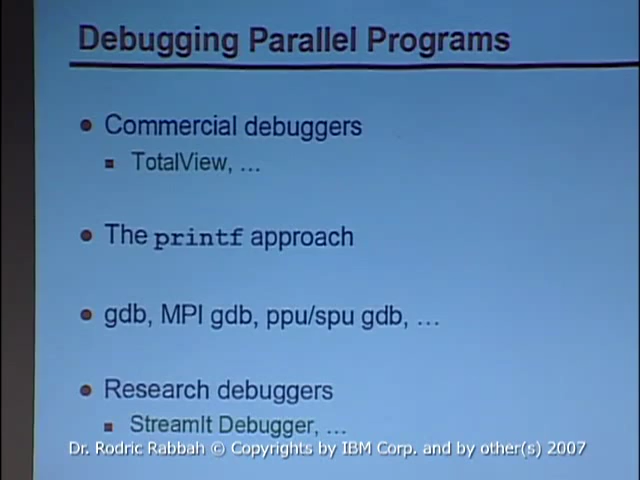 Debugging Parallel Programs
Commercial debuggers
TotalView, ...
The printf approach
gdb, MPI gdb, ppu/spu gdb, ...
Research debuggers
StreamIt Debugger, ...
Dr. Rodric Rabbah © Copyrights by IBM Corp. and by other(s) 2007